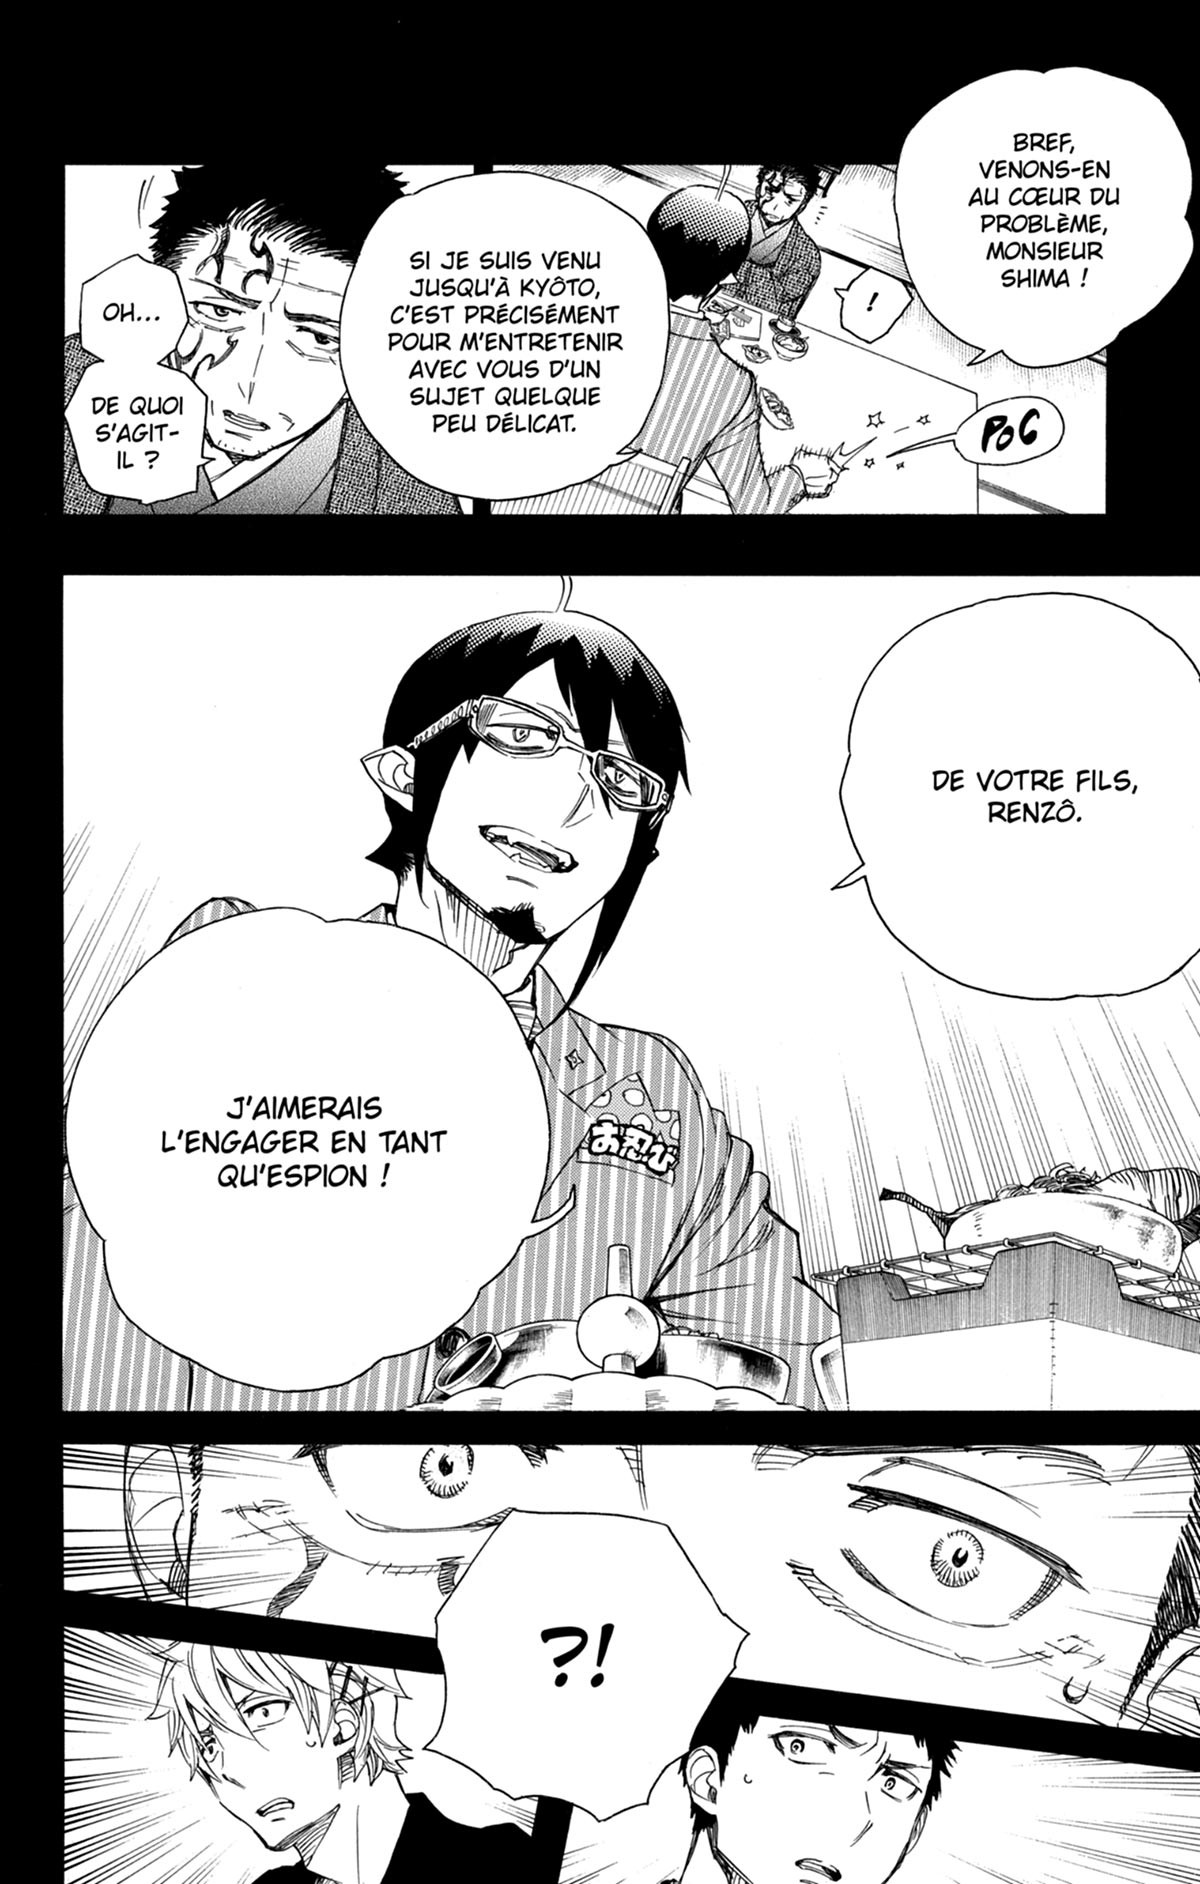 BREF,
VENONS-EN
AU CŒUR DU
PROBLÈME,
MONSIEUR
SHIMA !
!
POC
SI JE SUIS VENU
JUSQU'À KYÔTO,
C'EST PRÉCISÉMENT
POUR M'ENTRETENIR
AVEC VOUS D'UN
SUJET QUELQUE
PEU DÉLICAT.
OH...
DE QUOI
S'AGIT-
IL ?
DE VOTRE FILS,
RENZÔ.
J'AIMERAIS
L'ENGAGER EN TANT
QU'ESPION !
お忍び
?!